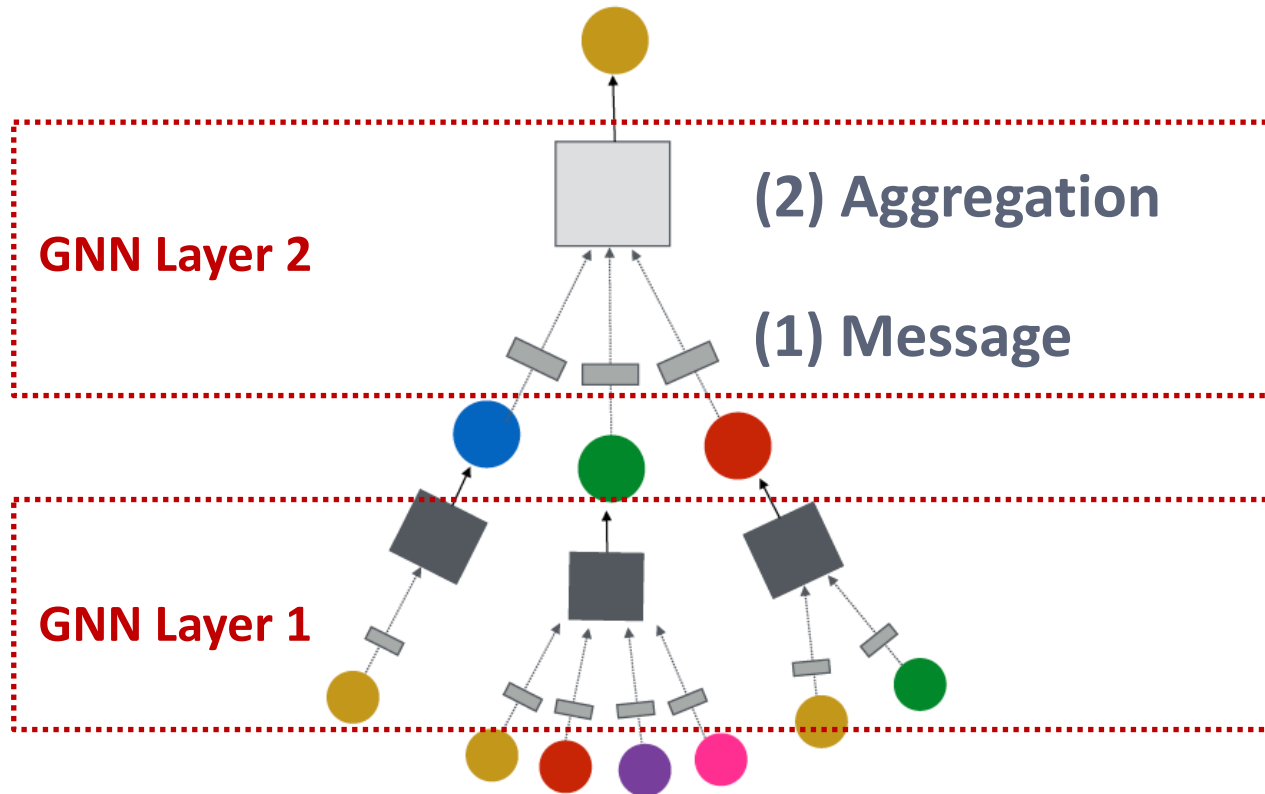 (2) Aggregation
GNN Layer 2
(1) Message
GNN Layer 1